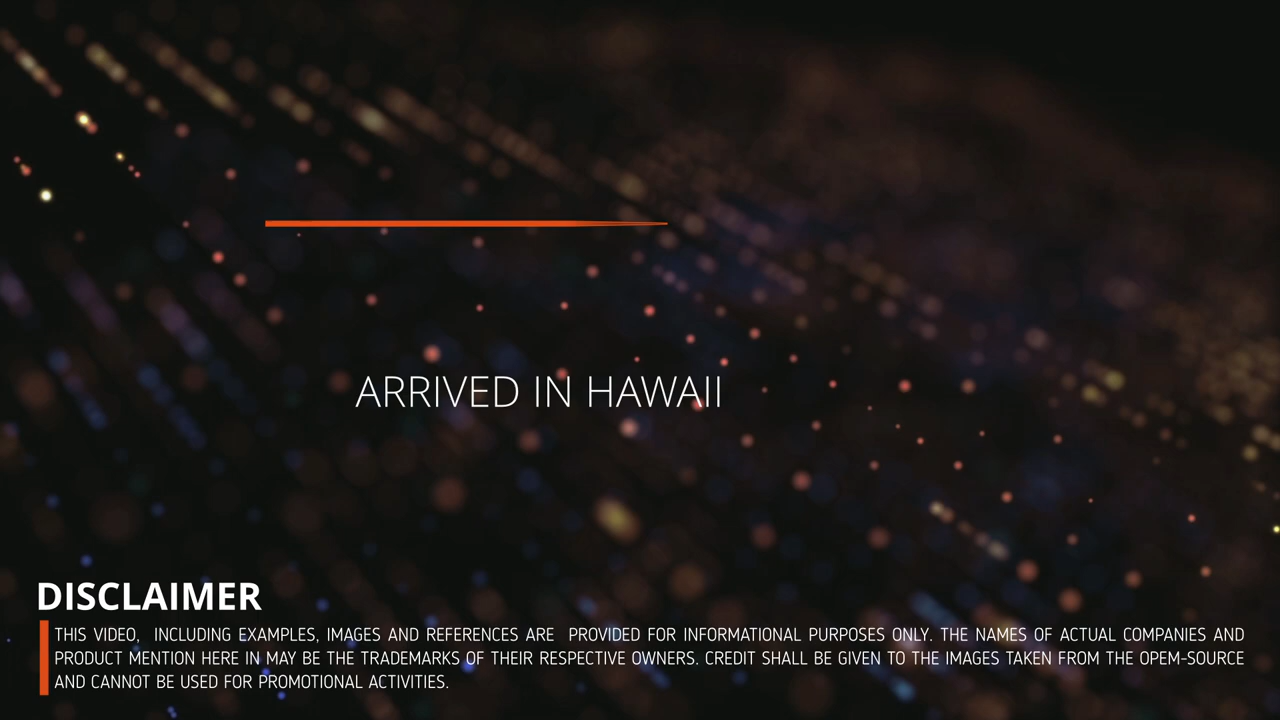 ARRIVED IN HAWAII
DISCLAIMER
THIS VIDEO, INCLUDING EXAMPLES, IMAGES AND REFERENCES ARE PROVIDED FOR INFORMATIONAL PURPOSES ONLY. THE NAMES OF ACTUAL COMPANIES AND
PRODUCT MENTION HERE IN MAY BE THE TRADEMARKS OF THEIR RESPECTIVE OWNERS. CREDIT SHALL BE GIVEN TO THE IMAGES TAKEN FROM THE OPEM-SOURCE
AND CANNOT BE USED FOR PROMOTIONAL ACTIVITIES.